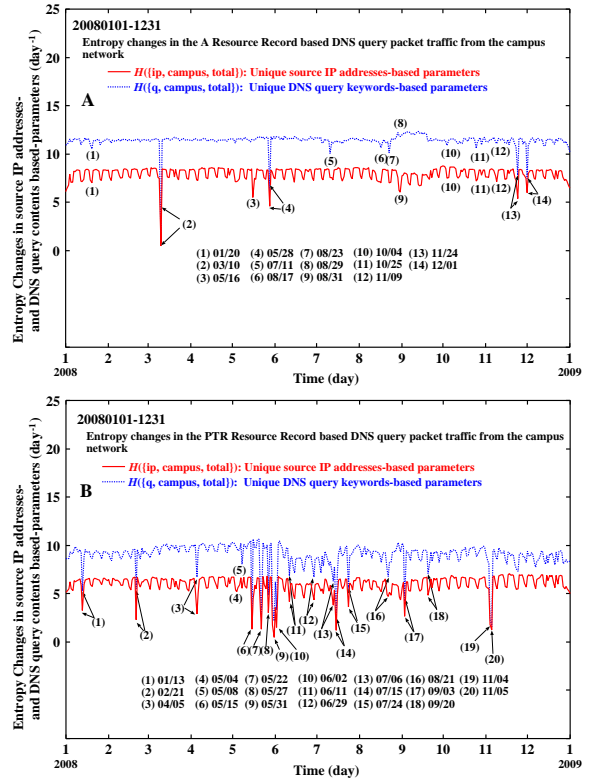 25
20
15
10
5
0
Entropy Changes in source IP addresses-
and DNS query contents based-parameters (day-1)
20080101-1231
Entropy changes in the A Resource Record based DNS query packet traffic from the campus
network
H({ip, campus, total}): Unique source IP addresses-based parameters
H({q, campus, total}): Unique DNS query keywords-based parameters
A
(8)
(1)
(5)
(6)
(7)
(10)
(11)
(12)
(1)
(2)
(3)
(4)
(9)
(10)
(11)
(12)
(13)
(14)
(1) 01/20 (4) 05/28 (7) 08/23 (10) 10/04 (13) 11/24
(2) 03/10 (5) 07/11 (8) 08/29 (11) 10/25 (14) 12/01
(3) 05/16 (6) 08/17 (9) 08/31 (12) 11/09
1 2 3 4 5 6 7 8 9 10 11 12 1
2008 2009
Time (day)
25
20
15
10
5
0
Entropy Changes in source IP addresses-
and DNS query contents based-parameters (day-1)
20080101-1231
Entropy changes in the PTR Resource Record based DNS query packet traffic from the campus
network
H({ip, campus, total}): Unique source IP addresses-based parameters
H({q, campus, total}): Unique DNS query keywords-based parameters
B
(5)
(1)
(2)
(3)
(4)
(6)
(7)
(8)
(9)
(10)
(11)
(12)
(13)
(14)
(15)
(16)
(17)
(18)
(19)
(20)
(1) 01/13 (4) 05/04 (7) 05/22 (10) 06/02 (13) 07/06 (16) 08/21 (19) 11/04
(2) 02/21 (5) 05/08 (8) 05/27 (11) 06/11 (14) 07/15 (17) 09/03 (20) 11/05
(3) 04/05 (6) 05/15 (9) 05/31 (12) 06/29 (15) 07/24 (18) 09/20
1 2 3 4 5 6 7 8 9 10 11 12 1
2008 2009
Time (day)